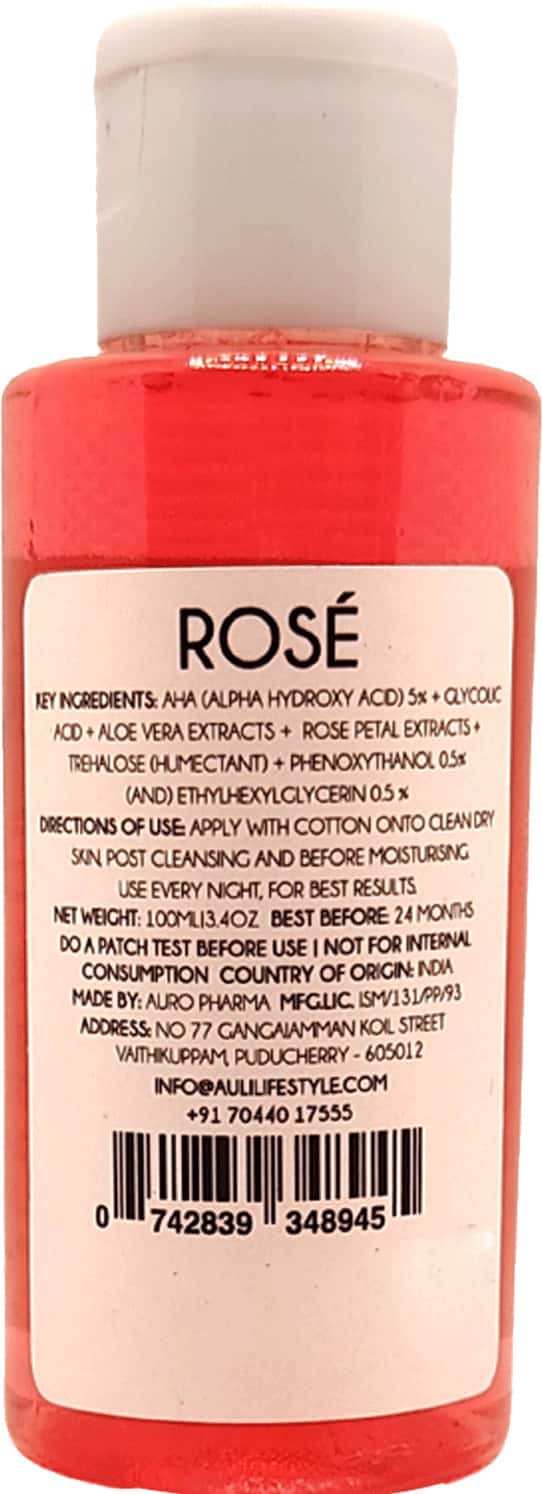 ROSÉ
KEY INGREDIENTS: AHA (ALPHA HYDROXY ACID) 5% + GLYCOLIC
ACID + ALOE VERA EXTRACTS + ROSE PETAL EXTRACTS +
TREHALOSE (HUMECTANT) + PHENOXYTHANOL 0.5%
(AND) ETHYLHEXYLGLYCERIN 0.5 %
DIRECTIONS OF USE: APPLY WITH COTTON ONTO CLEAN DRY
SKIN, POST CLEANSING AND BEFORE MOISTURISING.
USE EVERY NIGHT, FOR BEST RESULTS.
NET WEIGHT: 100ML|3.4OZ BEST BEFORE: 24 MONTHS
DO A PATCH TEST BEFORE USE | NOT FOR INTERNAL
CONSUMPTION COUNTRY OF ORIGIN: INDIA
MADE BY: AURO PHARMA MFG.LIC. ISM/131/PP/93
ADDRESS: NO 77 GANGAIAMMAN KOIL STREET
VAITHIKUPPAM, PUDUCHERRY - 605012
INFO@AULILIFESTYLE.COM
+91 70440 17555
0 742839 348945